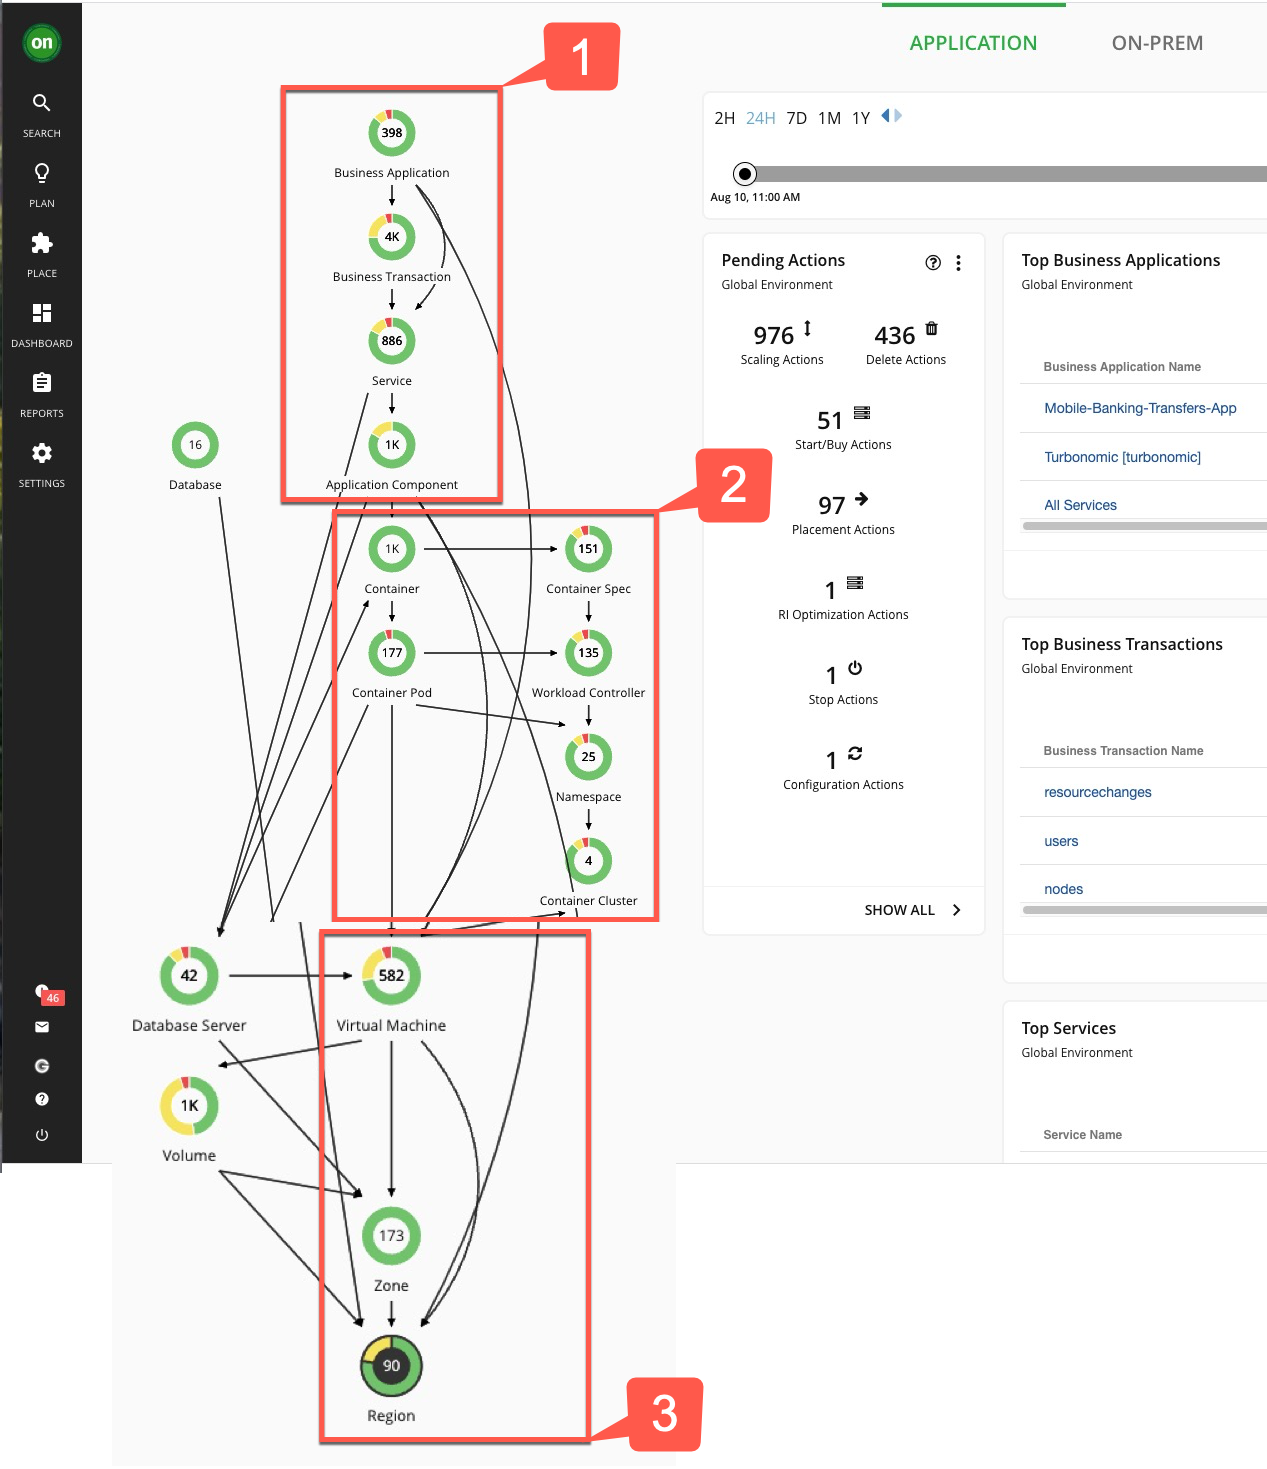 on
SEARCH
PLAN
PLACE
DASHBOARD
REPORTS
SETTINGS
46
G
?
1
398
Business Application
4K
Business Transaction
886
Service
1K
Application Component
16
Database
2
1K
Container
151
Container Spec
177
Container Pod
135
Workload Controller
25
Namespace
4
Container Cluster
42
Database Server
582
Virtual Machine
1K
Volume
173
Zone
90
Region
3
APPLICATION
ON-PREM
2H 24H 7D 1M 1Y
Aug 10, 11:00 AM
Pending Actions
?
Global Environment
976
Scaling Actions
436
Delete Actions
51
Start/Buy Actions
97
Placement Actions
1
RI Optimization Actions
1
Stop Actions
1
Configuration Actions
SHOW ALL
Top Business Applications
Global Environment
Business Application Name
Mobile-Banking-Transfers-App
Turbonomic [turbonomic]
All Services
Top Business Transactions
Global Environment
Business Transaction Name
resourcechanges
users
nodes
Top Services
Global Environment
Service Name